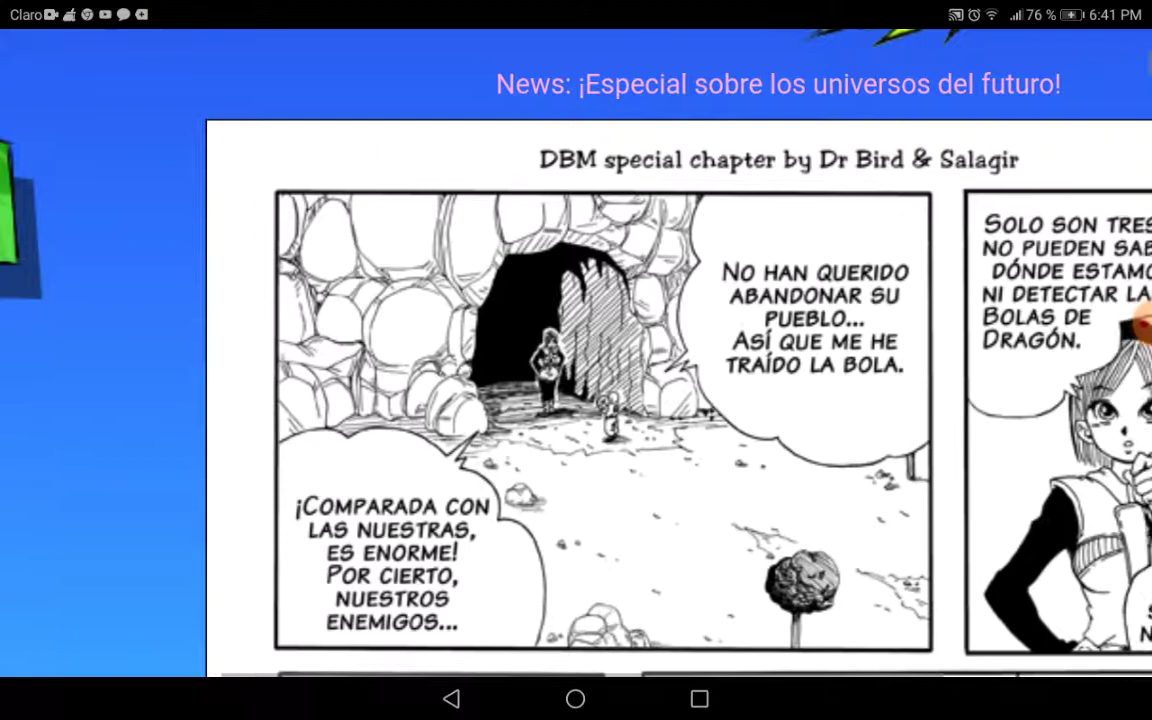 Claro
76 %
6:41 PM
News: ¡Especial sobre los universos del futuro!
DBM special chapter by Dr Bird & Salagir
NO HAN QUERIDO
ABANDONAR SU
PUEBLO...
ASÍ QUE ME HE
TRAÍDO LA BOLA.
¡COMPARADA CON
LAS NUESTRAS,
ES ENORME!
POR CIERTO,
NUESTROS
ENEMIGOS...
SOLO SON TRES
NO PUEDEN SAB
DÓNDE ESTAMO
NI DETECTAR LA
BOLAS DE
DRAGÓN.